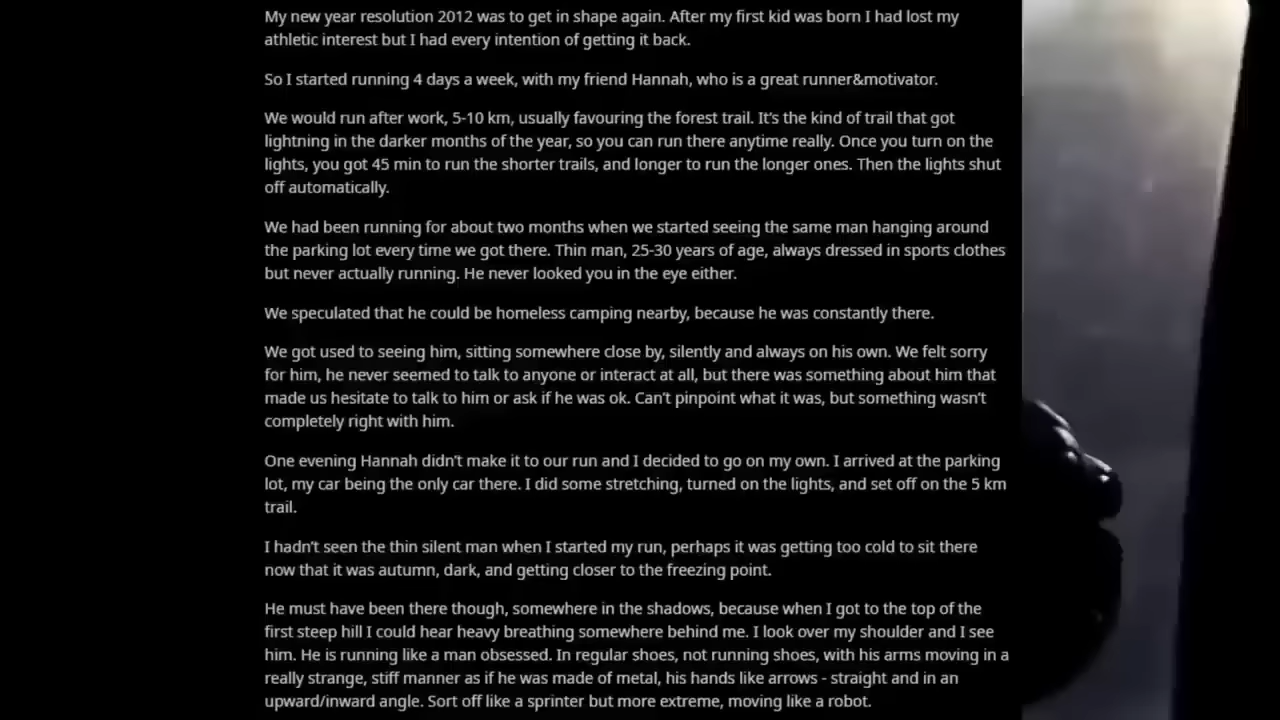 My new year resolution 2012 was to get in shape again. After my first kid was born I had lost my
athletic interest but I had every intention of getting it back.
So I started running 4 days a week, with my friend Hannah, who is a great runner&motivator.
We would run after work, 5-10 km, usually favouring the forest trail. It’s the kind of trail that got
lightning in the darker months of the year, so you can run there anytime really. Once you turn on the
lights, you got 45 min to run the shorter trails, and longer to run the longer ones. Then the lights shut
off automatically.
We had been running for about two months when we started seeing the same man hanging around
the parking lot every time we got there. Thin man, 25-30 years of age, always dressed in sports clothes
but never actually running. He never looked you in the eye either.
We speculated that he could be homeless camping nearby, because he was constantly there.
We got used to seeing him, sitting somewhere close by, silently and always on his own. We felt sorry
for him, he never seemed to talk to anyone or interact at all, but there was something about him that
made us hesitate to talk to him or ask if he was ok. Can’t pinpoint what it was, but something wasn’t
completely right with him.
One evening Hannah didn’t make it to our run and I decided to go on my own. I arrived at the parking
lot, my car being the only car there. I did some stretching, turned on the lights, and set off on the 5 km
trail.
I hadn’t seen the thin silent man when I started my run, perhaps it was getting too cold to sit there
now that it was autumn, dark, and getting closer to the freezing point.
He must have been there though, somewhere in the shadows, because when I got to the top of the
first steep hill I could hear heavy breathing somewhere behind me. I look over my shoulder and I see
him. He is running like a man obsessed. In regular shoes, not running shoes, with his arms moving in a
really strange, stiff manner as if he was made of metal, his hands like arrows - straight and in an
upward/inward angle. Sort off like a sprinter but more extreme, moving like a robot.